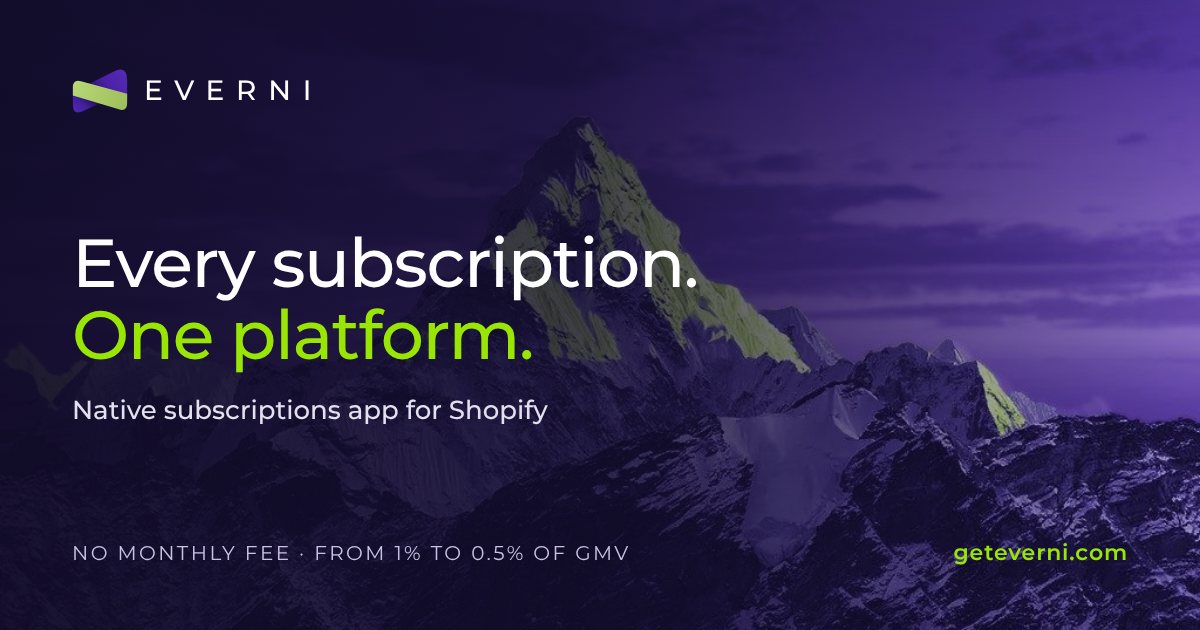 EVERNI
Every subscription.
One platform.
Native subscriptions app for Shopify
NO MONTHLY FEE · FROM 1% TO 0.5% OF GMV
geteverni.com